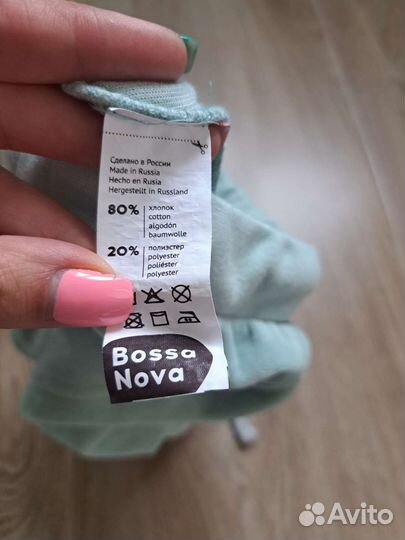 Сделано в России
Made in Russia
Hecho en Rusia
Hergestellt in Russland
80% хлопок
cotton
algodón
baumwolle
20% полиэстер
polyester
poliéster
polyester
Bossa
Nova
Avito